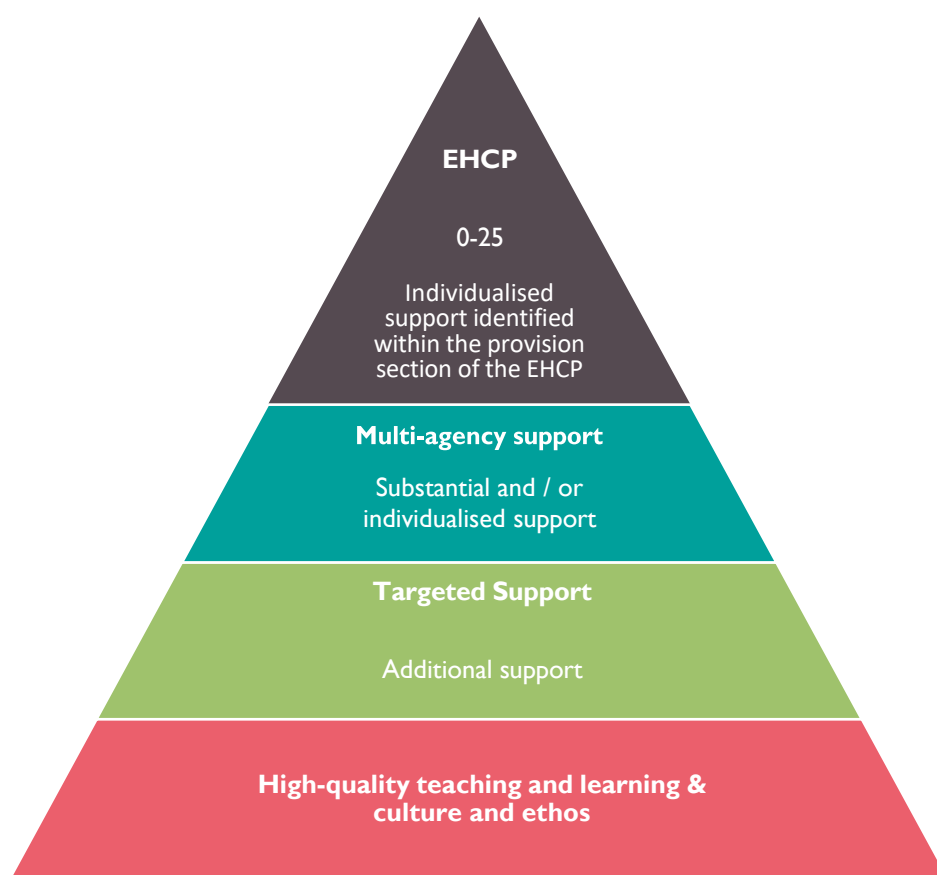 EHCP
0-25
Individualised
support identified
within the provision
section of the EHCP
Multi-agency support
Substantial and / or
individualised support
Targeted Support
Additional support
High-quality teaching and learning &
culture and ethos